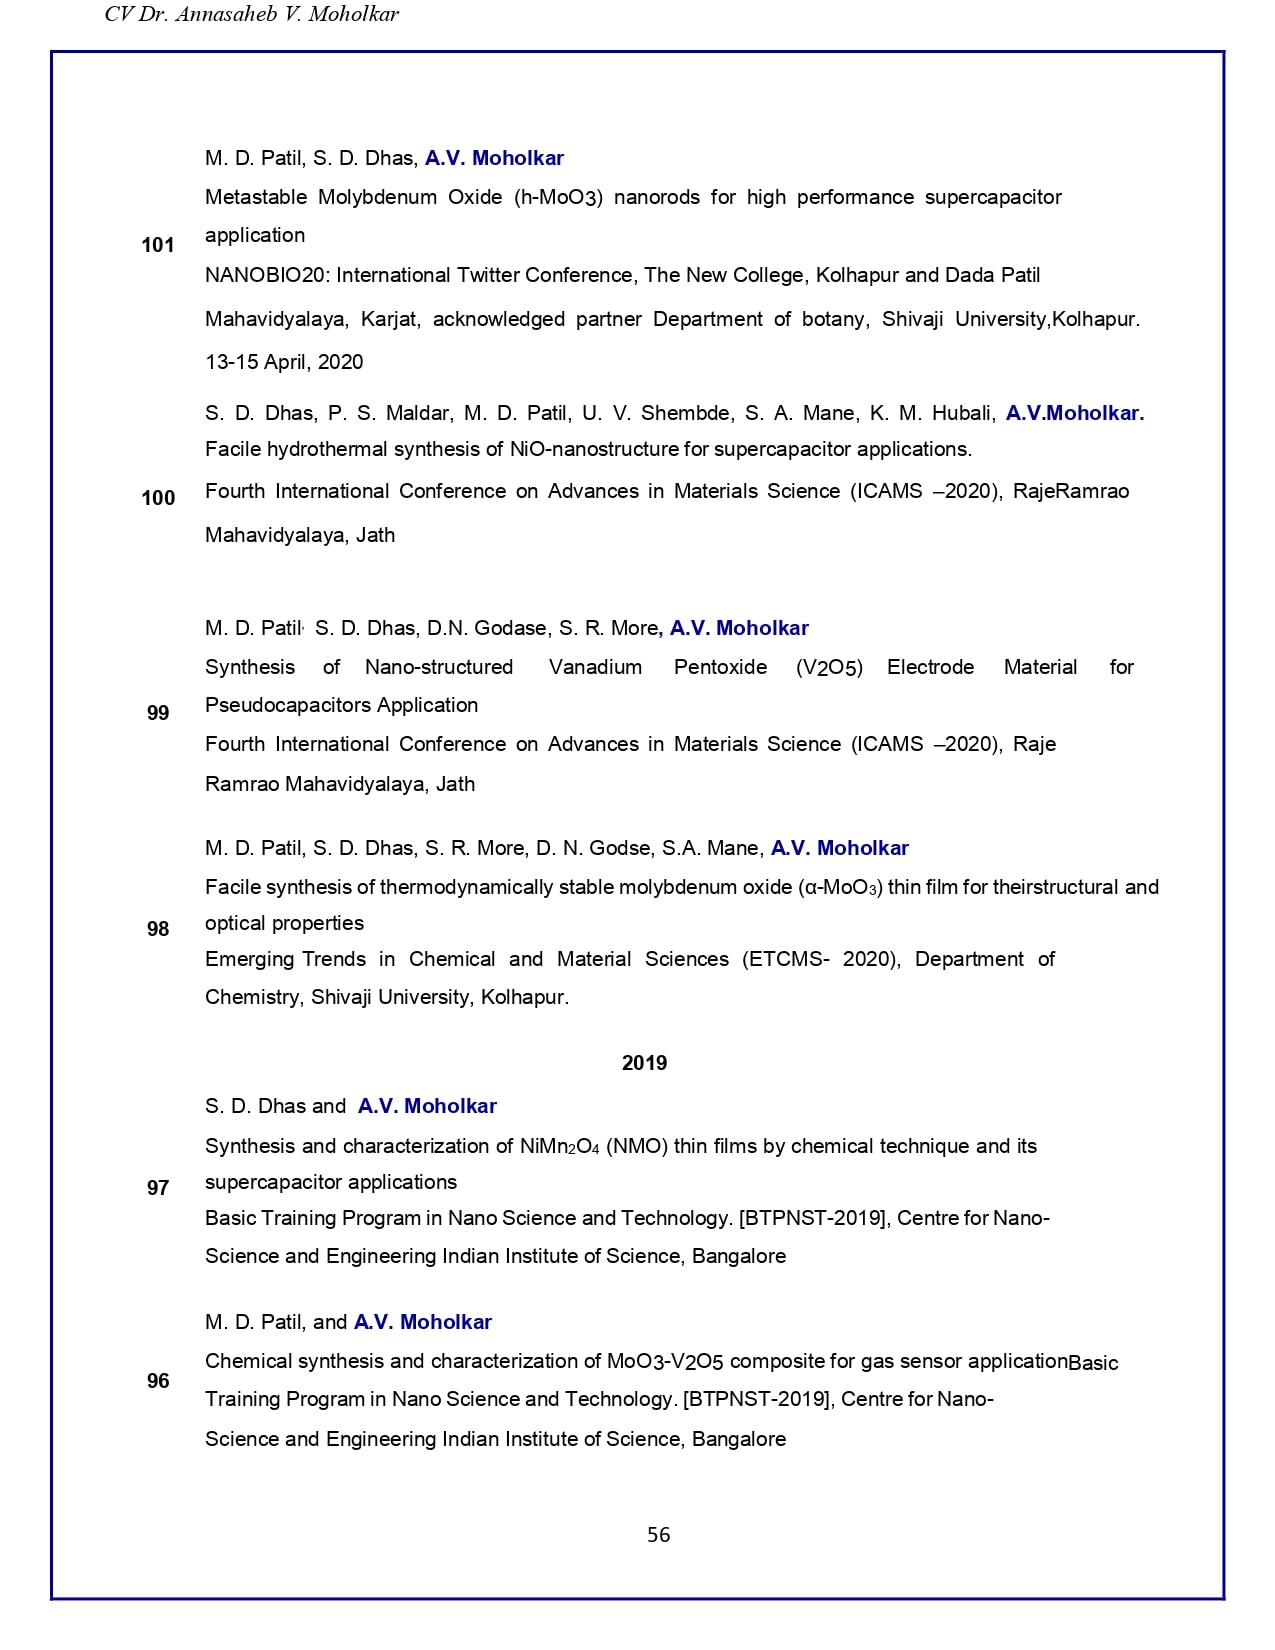 CV Dr. Annasaheb V. Moholkar
M. D. Patil, S. D. Dhas, A.V. Moholkar
Metastable Molybdenum Oxide (h-MoO3) nanorods for high performance supercapacitor
application
101
NANOBIO20: International Twitter Conference, The New College, Kolhapur and Dada Patil
Mahavidyalaya, Karjat, acknowledged partner Department of botany, Shivaji University,Kolhapur.
13-15 April, 2020
S. D. Dhas, P. S. Maldar, M. D. Patil, U. V. Shembde, S. A. Mane, K. M. Hubali, A.V.Moholkar.
Facile hydrothermal synthesis of NiO-nanostructure for supercapacitor applications.
100
Fourth International Conference on Advances in Materials Science (ICAMS –2020), RajeRamrao
Mahavidyalaya, Jath
M. D. Patil, S. D. Dhas, D.N. Godase, S. R. More, A.V. Moholkar
Synthesis of Nano-structured Vanadium Pentoxide (V2O5) Electrode Material for
Pseudocapacitors Application
99
Fourth International Conference on Advances in Materials Science (ICAMS –2020), Raje
Ramrao Mahavidyalaya, Jath
M. D. Patil, S. D. Dhas, S. R. More, D. N. Godse, S.A. Mane, A.V. Moholkar
Facile synthesis of thermodynamically stable molybdenum oxide (α-MoO₃) thin film for theirstructural and
optical properties
98
Emerging Trends in Chemical and Material Sciences (ETCMS- 2020), Department of
Chemistry, Shivaji University, Kolhapur.
2019
S. D. Dhas and A.V. Moholkar
Synthesis and characterization of NiMn₂O₄ (NMO) thin films by chemical technique and its
supercapacitor applications
97
Basic Training Program in Nano Science and Technology. [BTPNST-2019], Centre for Nano-
Science and Engineering Indian Institute of Science, Bangalore
M. D. Patil, and A.V. Moholkar
Chemical synthesis and characterization of MoO3-V2O5 composite for gas sensor applicationBasic
96
Training Program in Nano Science and Technology. [BTPNST-2019], Centre for Nano-
Science and Engineering Indian Institute of Science, Bangalore
56